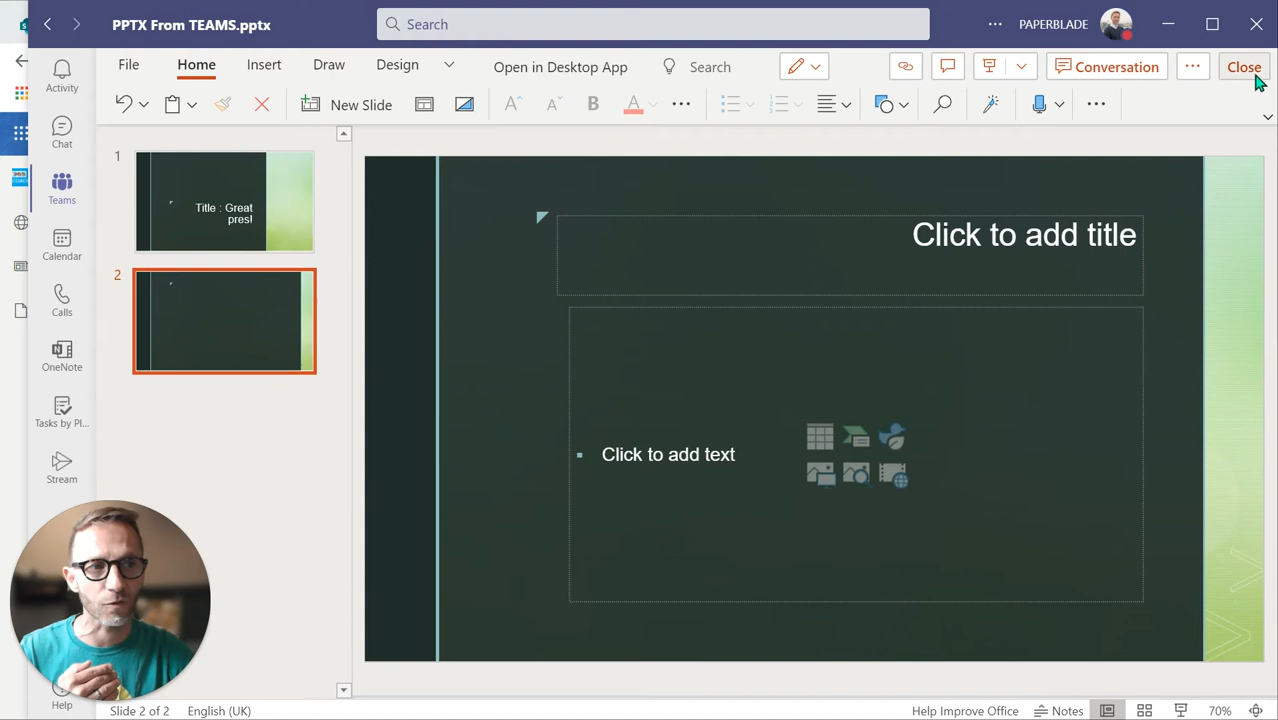 PPTX From TEAMS.pptx
Search
PAPERBLADE
File
Home
Insert
Draw
Design
Open in Desktop App
Search
Conversation
Close
New Slide
B
A
Activity
Chat
Teams
Calendar
Calls
OneNote
Tasks by Pl...
Stream
Help
1
Title : Great
pres!
2
Click to add title
Click to add text
Slide 2 of 2
English (UK)
Help Improve Office
Notes
70%